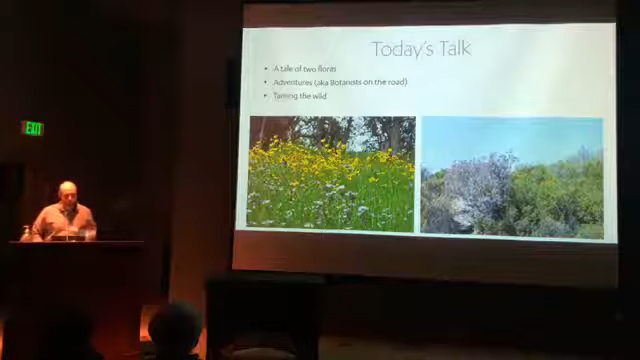 EXIT
Today's Talk
• A tale of two floras
• Adventures (aka Botanists on the road)
• Taming the wild